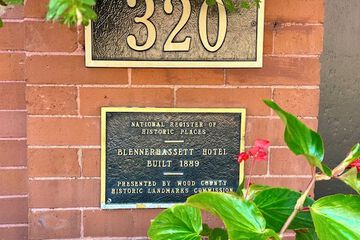 320
NATIONAL REGISTER OF
HISTORIC PLACES
BLENNERHASSETT HOTEL
BUILT 1889
PRESENTED BY WOOD COUNTY
HISTORIC LANDMARKS COMMISSION